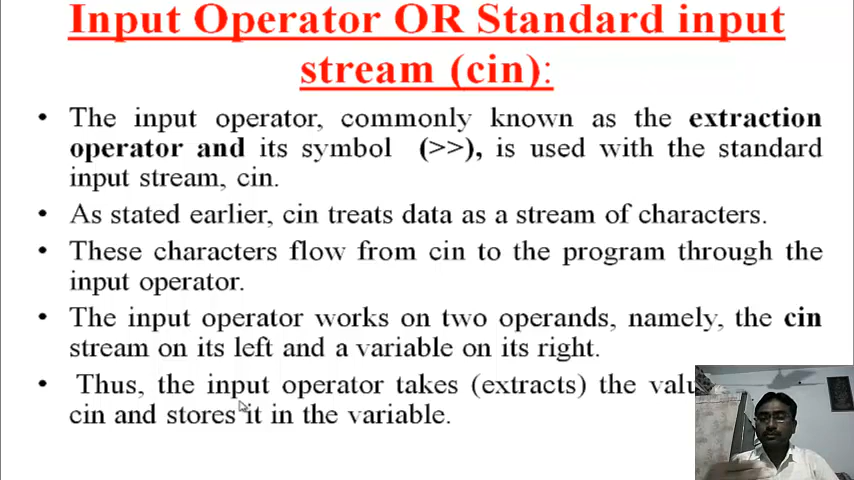 Input Operator OR Standard input
stream (cin):
• The input operator, commonly known as the extraction
operator and its symbol (>>), is used with the standard
input stream, cin.
• As stated earlier, cin treats data as a stream of characters.
• These characters flow from cin to the program through the
input operator.
• The input operator works on two operands, namely, the cin
stream on its left and a variable on its right.
• Thus, the input operator takes (extracts) the
cin and stores it in the variable.